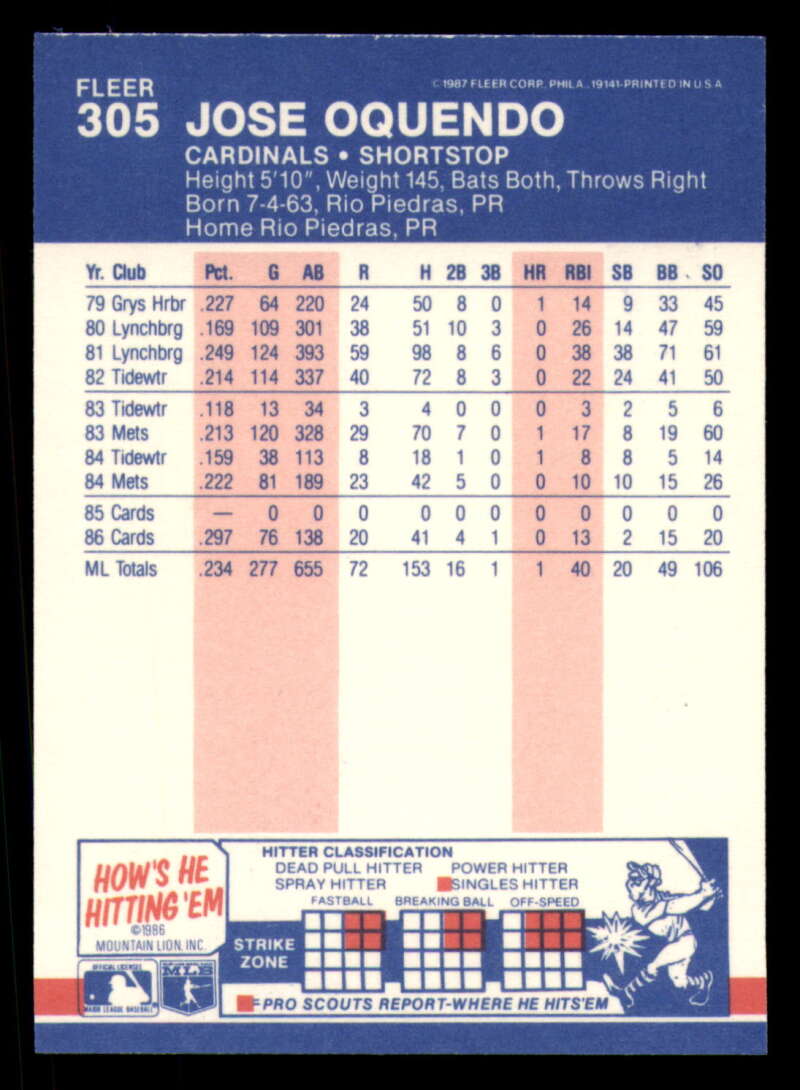 FLEER
© 1987 FLEER CORP. PHILA., 19141-PRINTED IN U.S.A.
305 JOSE OQUENDO
CARDINALS • SHORTSTOP
Height 5'10", Weight 145, Bats Both, Throws Right
Born 7-4-63, Rio Piedras, PR
Home Rio Piedras, PR
Yr. Club Pct. G AB R H 2B 3B HR RBI SB BB SO
79 Grys Hrbr .227 64 220 24 50 8 0 1 14 9 33 45
80 Lynchbrg .169 109 301 38 51 10 3 0 26 14 47 59
81 Lynchbrg .249 124 393 59 98 8 6 0 38 38 71 61
82 Tidewtr .214 114 337 40 72 8 3 0 22 24 41 50
83 Tidewtr .118 13 34 3 4 0 0 0 3 2 5 6
83 Mets .213 120 328 29 70 7 0 1 17 8 19 60
84 Tidewtr .159 38 113 8 18 1 0 1 8 8 5 14
84 Mets .222 81 189 23 42 5 0 0 10 10 15 26
85 Cards — 0 0 0 0 0 0 0 0 0 0 0
86 Cards .297 76 138 20 41 4 1 0 13 2 15 20
ML Totals .234 277 655 72 153 16 1 1 40 20 49 106
HOW'S HE
HITTING 'EM
©1986
MOUNTAIN LION, INC.
HITTER CLASSIFICATION
DEAD PULL HITTER POWER HITTER
SPRAY HITTER SINGLES HITTER
FASTBALL BREAKING BALL OFF-SPEED
STRIKE
ZONE
OFFICIAL LICENSEE
MAJOR LEAGUE BASEBALL
=PRO SCOUTS REPORT-WHERE HE HITS 'EM